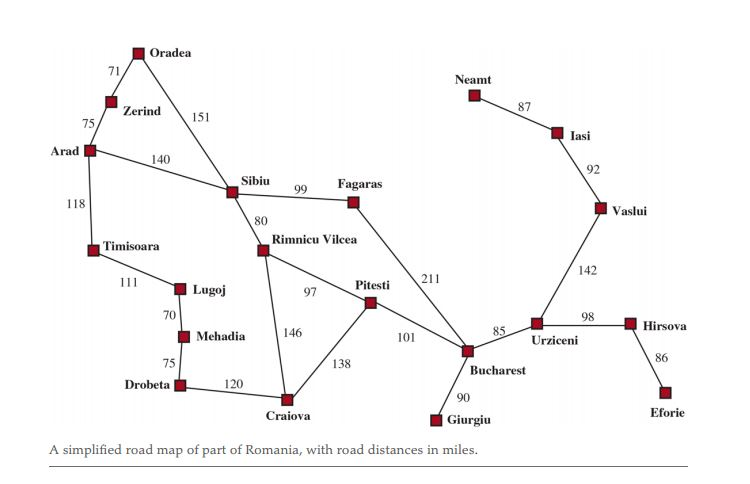 Oradea
71
Neamt
87
Zerind
151
75
Iasi
Arad
140
92
Sibiu
99
Fagaras
118
80
Vaslui
Timisoara
Rimnicu Vilcea
142
111
Lugoj
97
Pitesti
211
70
98
Hirsova
146
101
85
Urziceni
Mehadia
75
138
86
Bucharest
Drobeta
120
90
Craiova
Giurgiu
Eforie
A simplified road map of part of Romania, with road distances in miles.